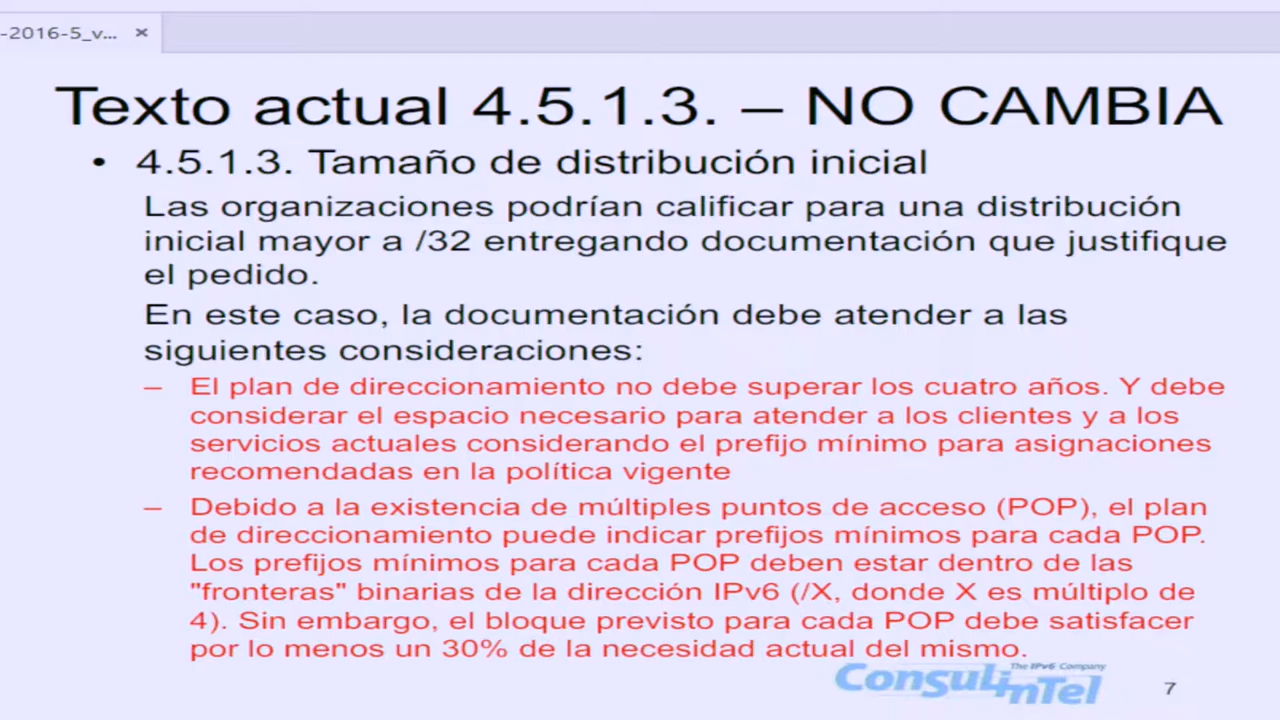 -2016-5_v... ×
Texto actual 4.5.1.3. – NO CAMBIA
• 4.5.1.3. Tamaño de distribución inicial
Las organizaciones podrían calificar para una distribución
inicial mayor a /32 entregando documentación que justifique
el pedido.
En este caso, la documentación debe atender a las
siguientes consideraciones:
– El plan de direccionamiento no debe superar los cuatro años. Y debe
considerar el espacio necesario para atender a los clientes y a los
servicios actuales considerando el prefijo mínimo para asignaciones
recomendadas en la política vigente
– Debido a la existencia de múltiples puntos de acceso (POP), el plan
de direccionamiento puede indicar prefijos mínimos para cada POP.
Los prefijos mínimos para cada POP deben estar dentro de las
"fronteras" binarias de la dirección IPv6 (/X, donde X es múltiplo de
4). Sin embargo, el bloque previsto para cada POP debe satisfacer
por lo menos un 30% de la necesidad actual del mismo.
The IPv6 Company
ConsulinTel
7